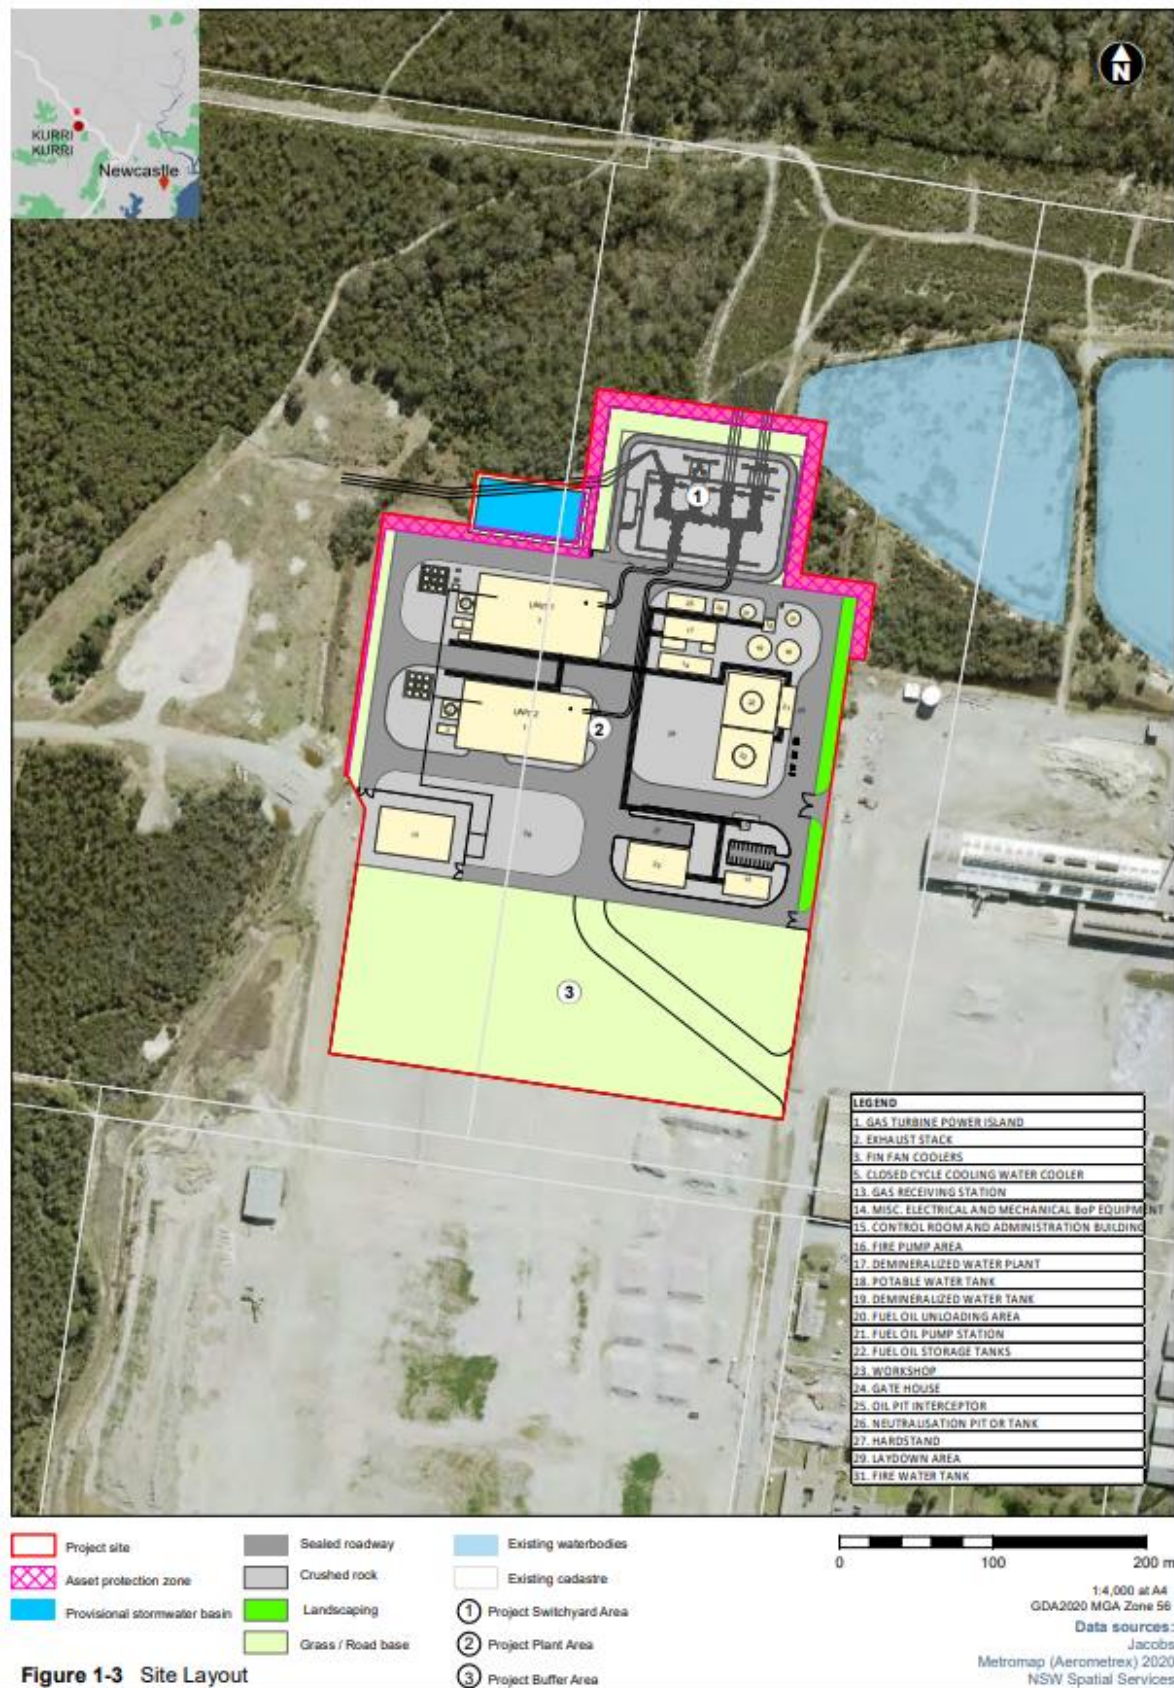 N
KURRI
KURRI
Newcastle
1
UNIT 1
1
UNIT 2
1
2
3
LEGEND
1. GAS TURBINE POWER ISLAND
2. EXHAUST STACK
3. FIN FAN COOLERS
5. CLOSED CYCLE COOLING WATER COOLER
13. GAS RECEIVING STATION
14. MISC. ELECTRICAL AND MECHANICAL BoP EQUIPMENT
15. CONTROL ROOM AND ADMINISTRATION BUILDING
16. FIRE PUMP AREA
17. DEMINERALIZED WATER PLANT
18. POTABLE WATER TANK
19. DEMINERALIZED WATER TANK
20. FUEL OIL UNLOADING AREA
21. FUEL OIL PUMP STATION
22. FUEL OIL STORAGE TANKS
23. WORKSHOP
24. GATE HOUSE
25. OIL PIT INTERCEPTOR
26. NEUTRALISATION PIT OR TANK
27. HARDSTAND
29. LAYDOWN AREA
31. FIRE WATER TANK
Project site
Asset protection zone
Provisional stormwater basin
Sealed roadway
Crushed rock
Landscaping
Grass / Road base
Existing waterbodies
Existing cadastre
1 Project Switchyard Area
2 Project Plant Area
3 Project Buffer Area
0 100 200 m
1:4,000 at A4
GDA2020 MGA Zone 56
Data sources:
Jacobs
Metromap (Aerometrex) 2020
NSW Spatial Services
Figure 1-3 Site Layout